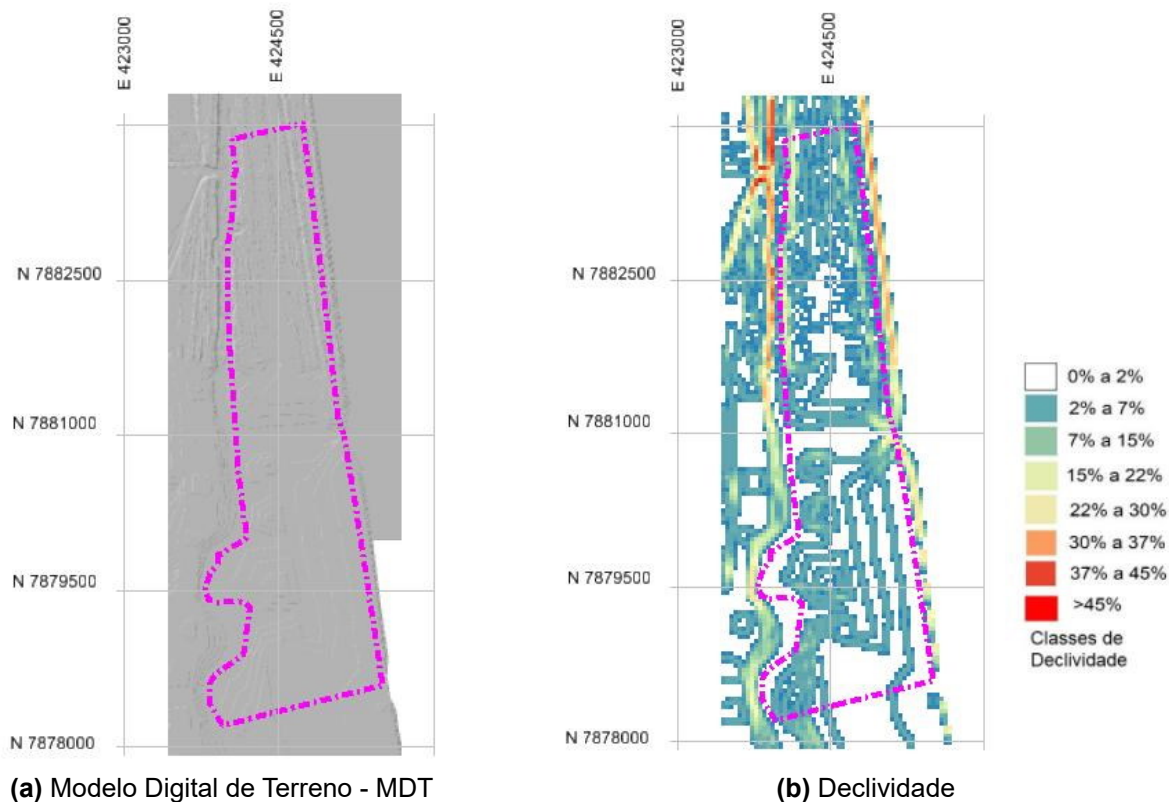 E 423000
E 424500
N 7882500
N 7881000
N 7879500
N 7878000
(a) Modelo Digital de Terreno - MDT
E 423000
E 424500
N 7882500
N 7881000
N 7879500
N 7878000
0% a 2%
2% a 7%
7% a 15%
15% a 22%
22% a 30%
30% a 37%
37% a 45%
>45%
Classes de
Declividade
(b) Declividade